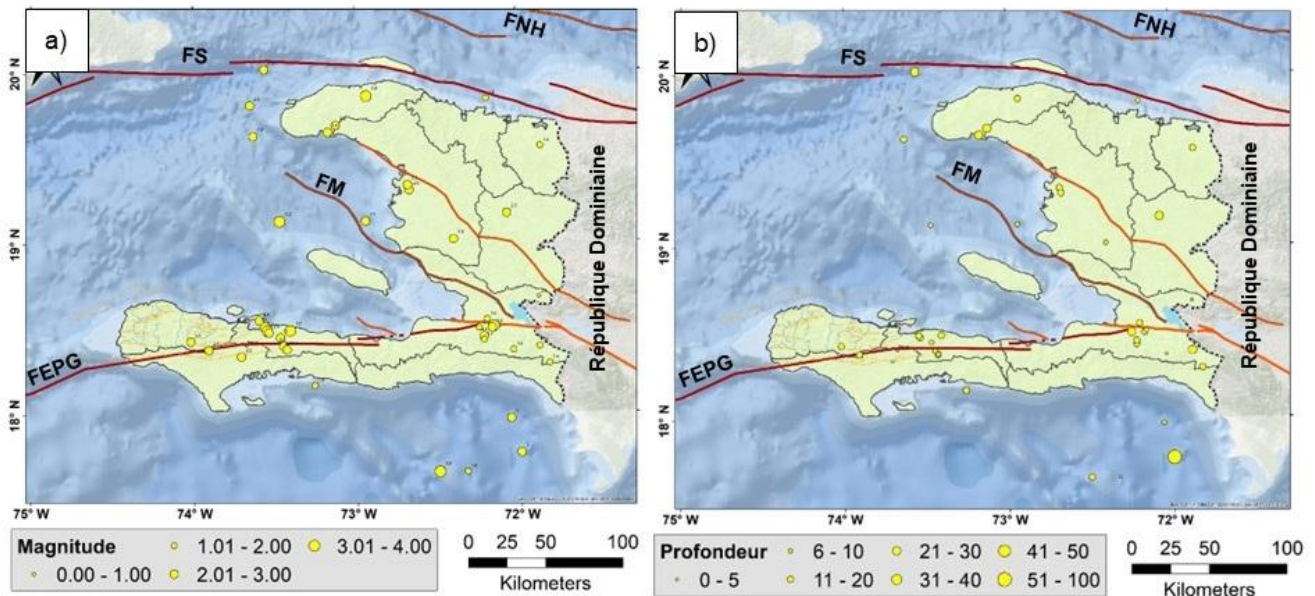 a)
FNH
FS
20° N
FM
19° N
République Dominiaine
FEPG
18° N
75° W
74° W
73° W
72° W
Magnitude
0.00 - 1.00
1.01 - 2.00
2.01 - 3.00
3.01 - 4.00
0 25 50 100
Kilometers
b)
FNH
FS
20° N
FM
19° N
République Dominiaine
FEPG
18° N
75° W
74° W
73° W
72° W
Profondeur
0 - 5
6 - 10
11 - 20
21 - 30
31 - 40
41 - 50
51 - 100
0 25 50 100
Kilometers